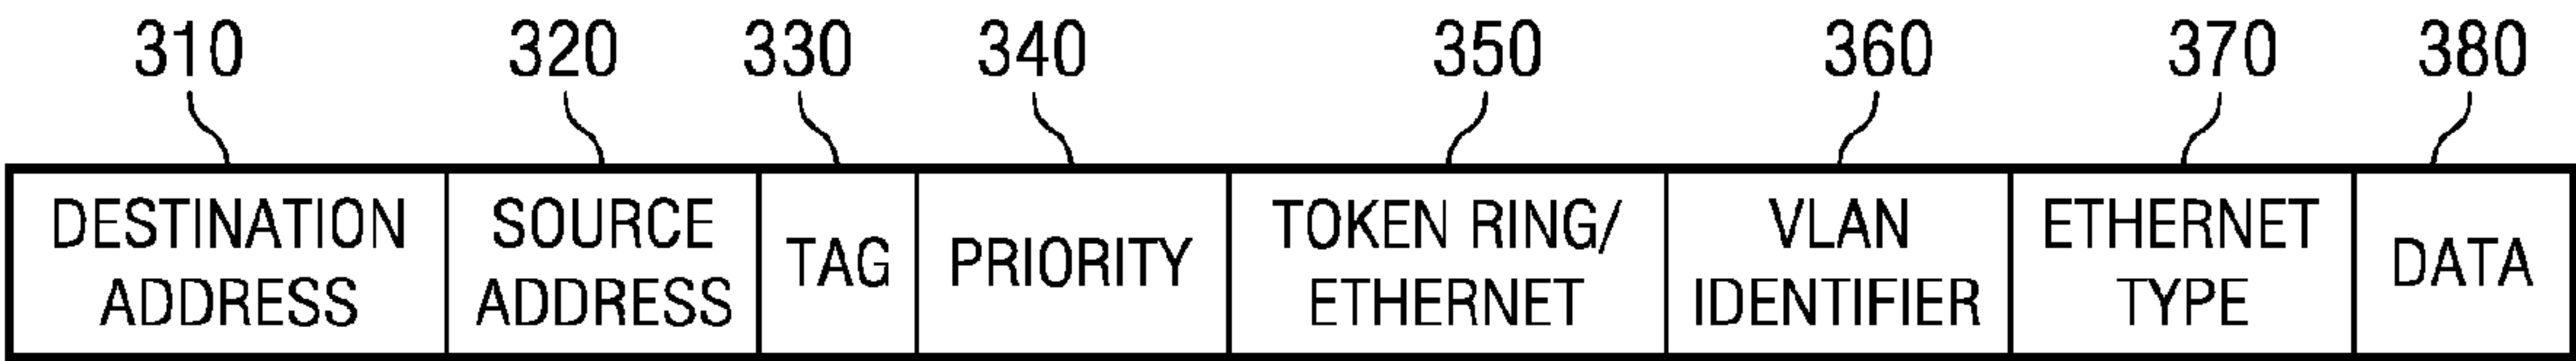 310 320 330 340 350 360 370 380
DESTINATION ADDRESS
SOURCE ADDRESS
TAG
PRIORITY
TOKEN RING/ ETHERNET
VLAN IDENTIFIER
ETHERNET TYPE
DATA